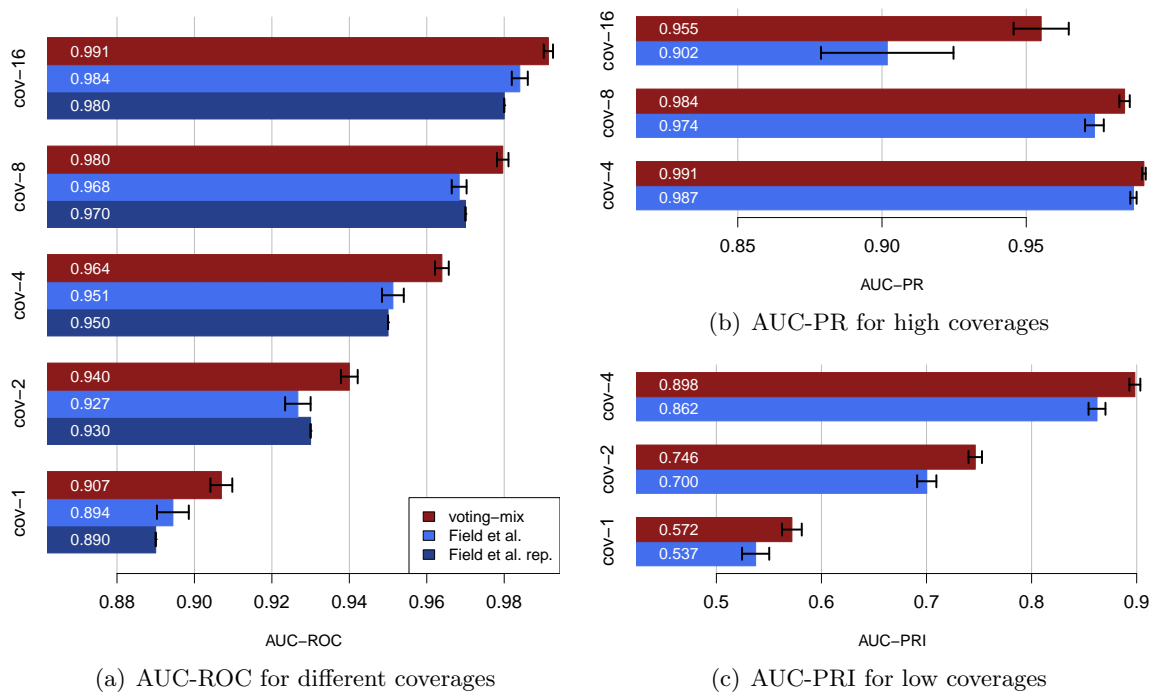 cov−16
0.991
0.984
0.980
cov−8
0.980
0.968
0.970
cov−4
0.964
0.951
0.950
cov−2
0.940
0.927
0.930
cov−1
0.907
0.894
0.890
voting−mix
Field et al.
Field et al. rep.
0.88 0.90 0.92 0.94 0.96 0.98
AUC−ROC
(a) AUC-ROC for different coverages
cov−16
0.955
0.902
cov−8
0.984
0.974
cov−4
0.991
0.987
0.85 0.90 0.95
AUC−PR
(b) AUC-PR for high coverages
cov−4
0.898
0.862
cov−2
0.746
0.700
cov−1
0.572
0.537
0.5 0.6 0.7 0.8 0.9
AUC−PRI
(c) AUC-PRI for low coverages